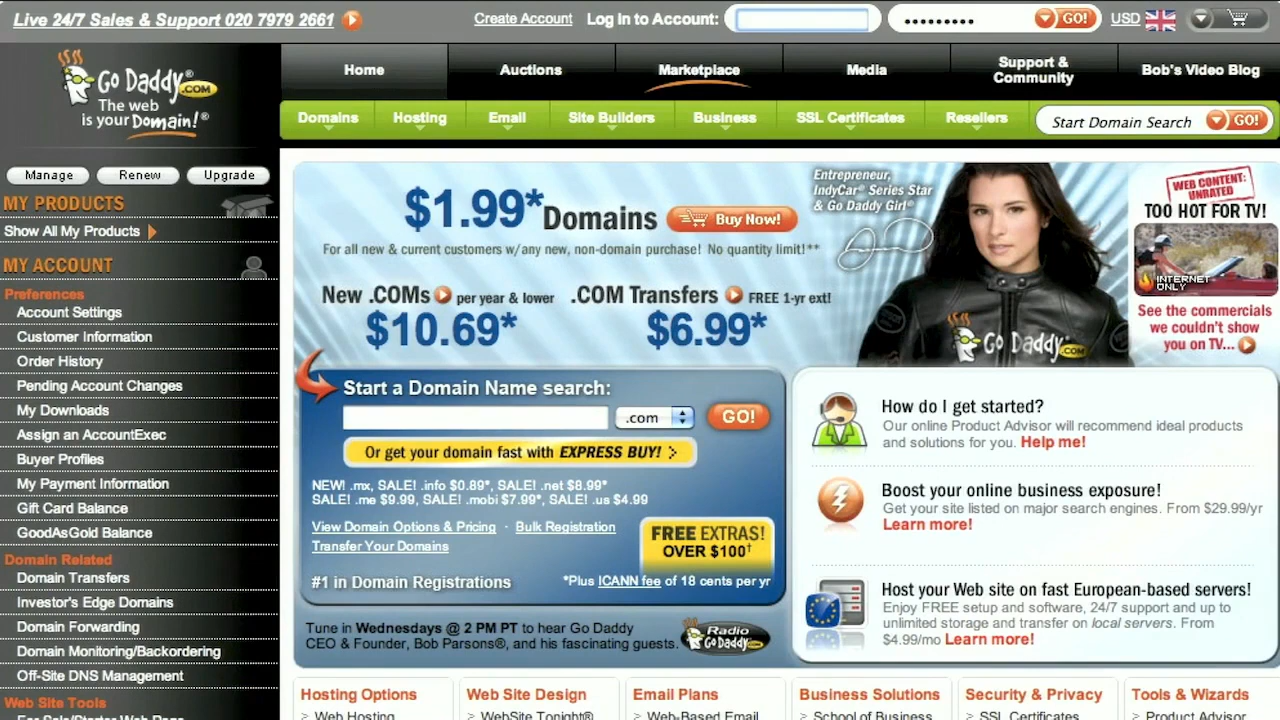 Live 24/7 Sales & Support 020 7979 2661
Create Account
Log In to Account:
•••••••••
GO!
USD
Go Daddy®.COM
The web
is your Domain!®
Home
Auctions
Marketplace
Media
Support &
Community
Bob's Video Blog
Domains
Hosting
Email
Site Builders
Business
SSL Certificates
Resellers
Start Domain Search
GO!
Manage
Renew
Upgrade
MY PRODUCTS
Show All My Products
MY ACCOUNT
Preferences
Account Settings
Customer Information
Order History
Pending Account Changes
My Downloads
Assign an AccountExec
Buyer Profiles
My Payment Information
Gift Card Balance
GoodAsGold Balance
Domain Related
Domain Transfers
Investor's Edge Domains
Domain Forwarding
Domain Monitoring/Backordering
Off-Site DNS Management
Web Site Tools
$1.99* Domains
Buy Now!
For all new & current customers w/any new, non-domain purchase! No quantity limit!**
New .COMs per year & lower
$10.69*
.COM Transfers FREE 1-yr ext!
$6.99*
Entrepreneur,
IndyCar® Series Star
& Go Daddy Girl®
Go Daddy.COM
WEB CONTENT:
UNRATED
TOO HOT FOR TV!
INTERNET
ONLY
See the commercials
we couldn't show
you on TV...
Start a Domain Name search:
.com
GO!
Or get your domain fast with EXPRESS BUY!
NEW! .mx, SALE! .info $0.89*, SALE! .net $8.99*
SALE! .me $9.99, SALE! .mobi $7.99*, SALE! .us $4.99
View Domain Options & Pricing · Bulk Registration
Transfer Your Domains
FREE EXTRAS!
OVER $100†
#1 in Domain Registrations
*Plus ICANN fee of 18 cents per yr
Tune in Wednesdays @ 2 PM PT to hear Go Daddy
CEO & Founder, Bob Parsons®, and his fascinating guests.
Radio
GoDaddy.com
How do I get started?
Our online Product Advisor will recommend ideal products
and solutions for you. Help me!
Boost your online business exposure!
Get your site listed on major search engines. From $29.99/yr
Learn more!
Host your Web site on fast European-based servers!
Enjoy FREE setup and software, 24/7 support and up to
unlimited storage and transfer on local servers. From
$4.99/mo Learn more!
Hosting Options
> Web Hosting
Web Site Design
> WebSite Tonight®
Email Plans
> Web-Based Email
Business Solutions
> School of Business
Security & Privacy
> SSL Certificates
Tools & Wizards
> Product Advisor